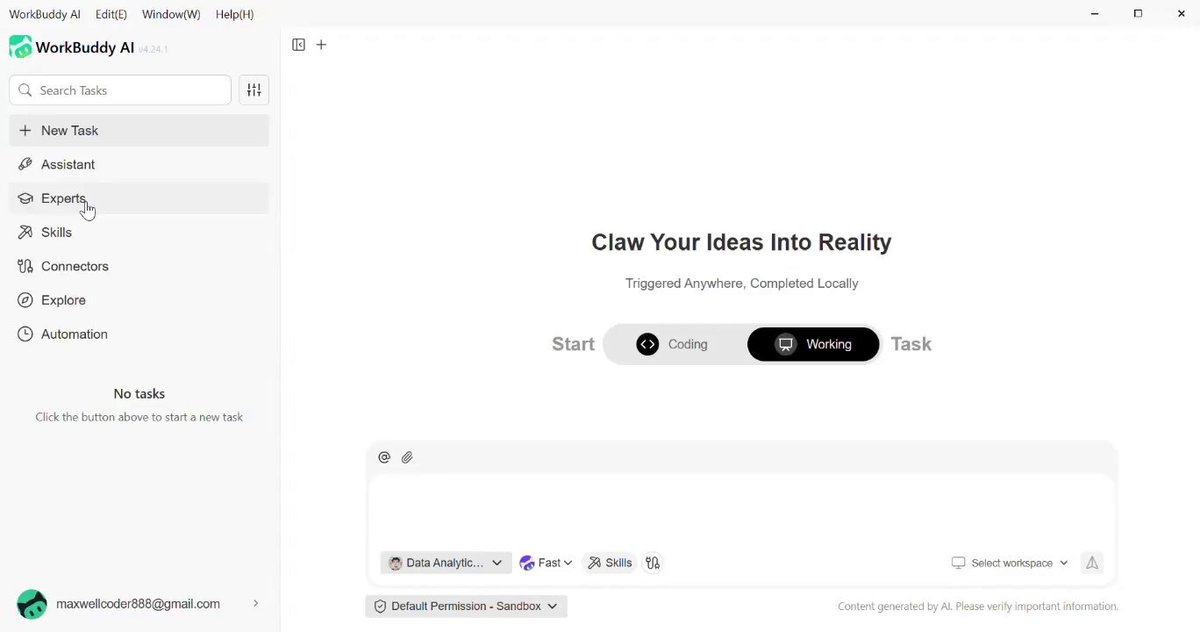 WorkBuddy AI Edit(E) Window(W) Help(H)
WorkBuddy AI v4.24.1
Search Tasks
New Task
Assistant
Experts
Skills
Connectors
Explore
Automation
No tasks
Click the button above to start a new task
maxwellcoder888@gmail.com
Claw Your Ideas Into Reality
Triggered Anywhere, Completed Locally
Start Coding Working Task
Data Analytic... Fast Skills Select workspace
Default Permission - Sandbox
Content generated by AI. Please verify important information.